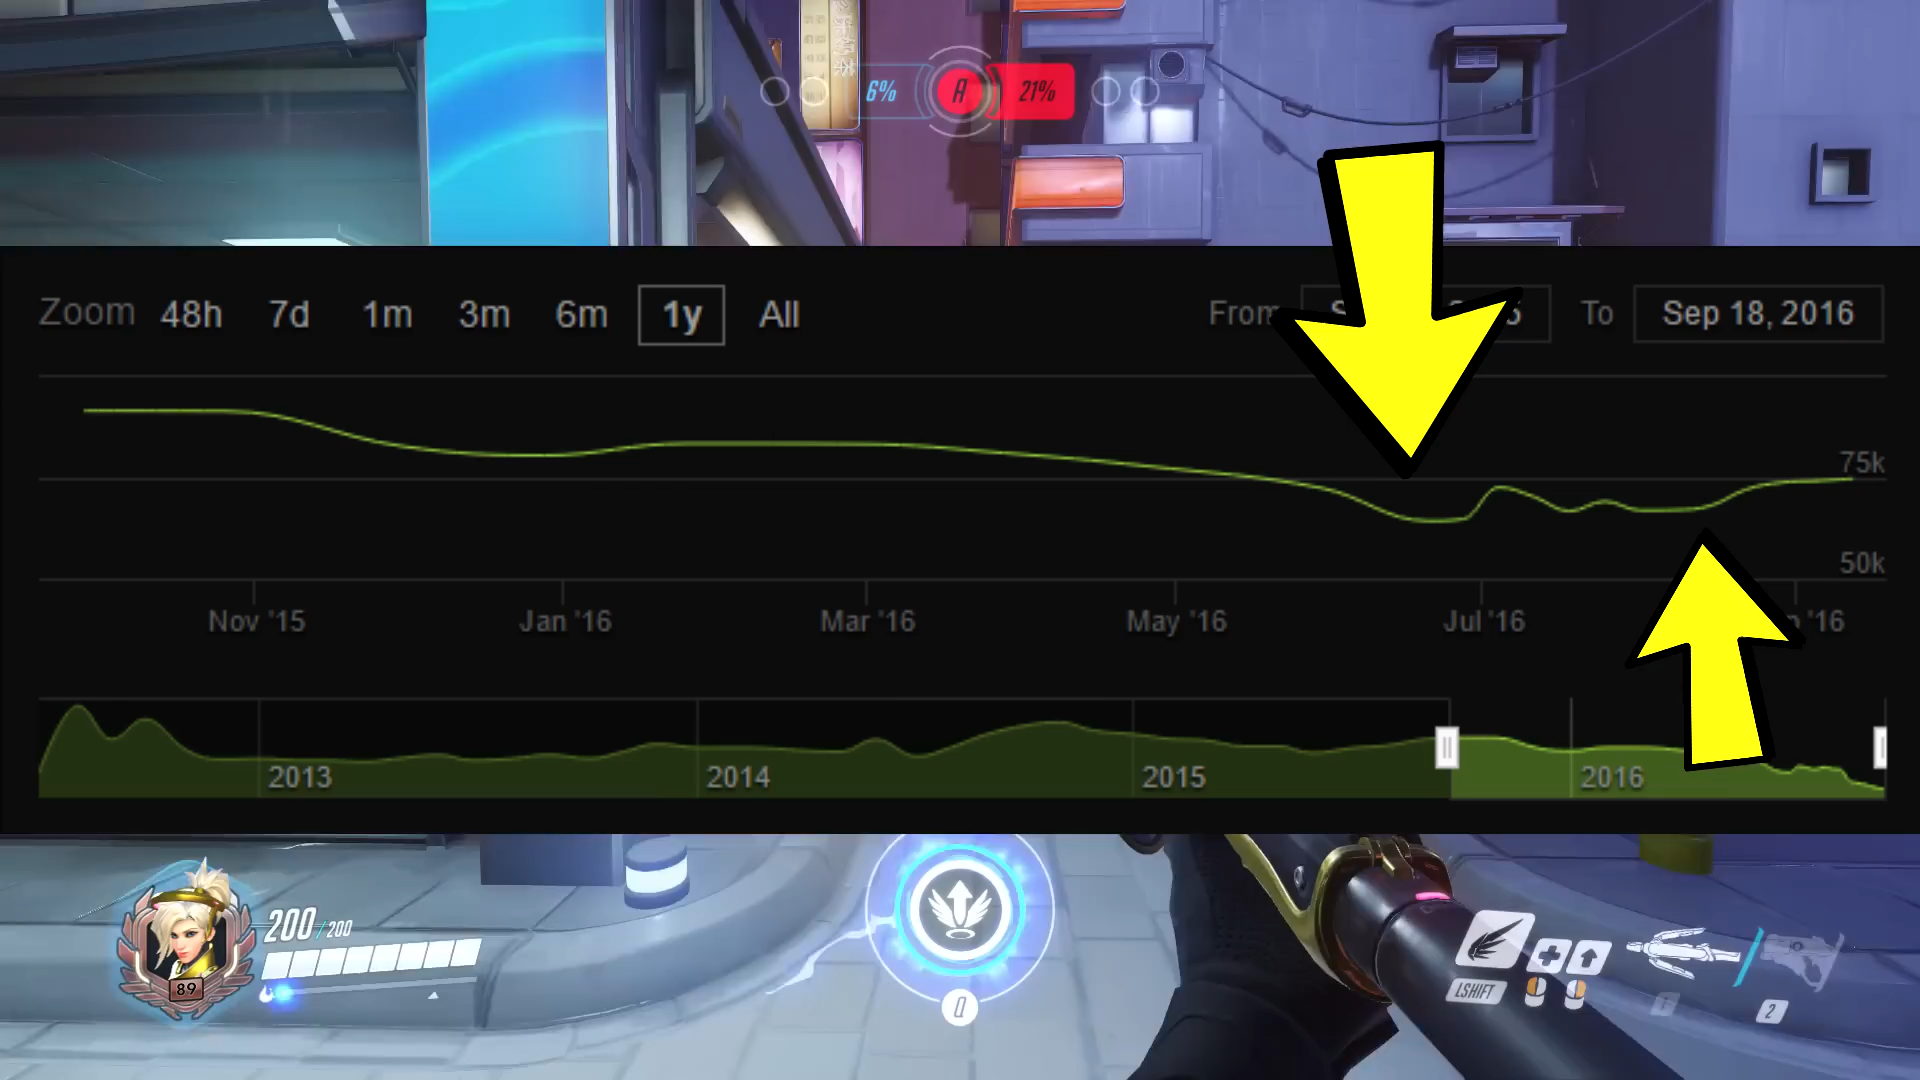 6% A 21%
Zoom 48h 7d 1m 3m 6m 1y All From To Sep 18, 2016
75k
50k
Nov '15 Jan '16 Mar '16 May '16 Jul '16 '16
2013 2014 2015 2016
200/200
89
Q
LSHIFT
2